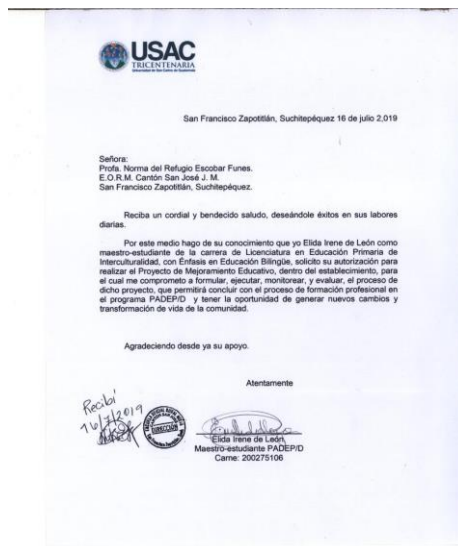 USAC
TRICENTENARIA
Universidad de San Carlos de Guatemala
San Francisco Zapotitlán, Suchitepéquez 16 de julio 2,019
Señora:
Profa. Norma del Refugio Escobar Funes.
E.O.R.M. Cantón San José J. M.
San Francisco Zapotitlán, Suchitepéquez.
Reciba un cordial y bendecido saludo, deseándole éxitos en sus labores
diarias.
Por este medio hago de su conocimiento que yo Elida Irene de León como
maestro-estudiante de la carrera de Licenciatura en Educación Primaria de
Interculturalidad, con Énfasis en Educación Bilingüe, solicito su autorización para
realizar el Proyecto de Mejoramiento Educativo, dentro del establecimiento, para
el cual me comprometo a formular, ejecutar, monitorear, y evaluar, el proceso de
dicho proyecto, que permitirá concluir con el proceso de formación profesional en
el programa PADEP/D y tener la oportunidad de generar nuevos cambios y
transformación de vida de la comunidad.
Agradeciendo desde ya su apoyo.
Atentamente
Recibí
16/7/2019
DIRECCIÓN
Elida Irene de León
Maestro-estudiante PADEP/D
Carne: 200275106